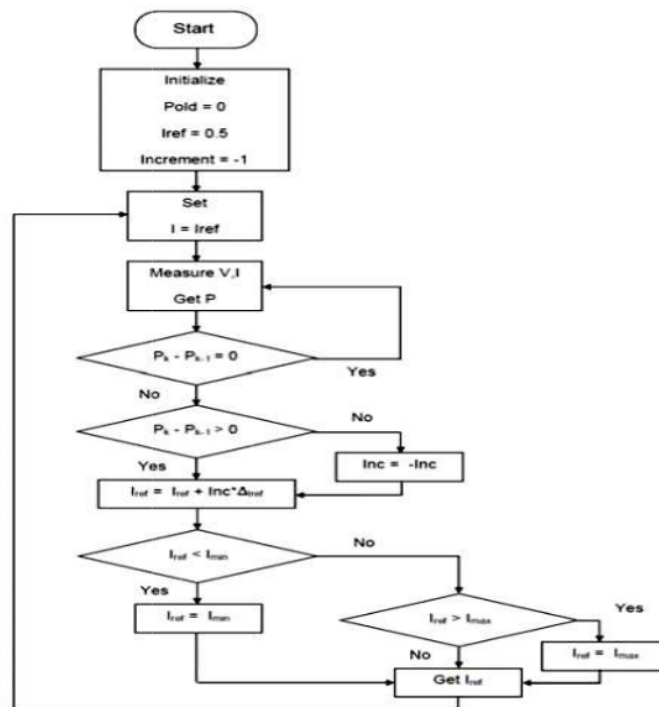 Start
Initialize
Pold = 0
Iref = 0.5
Increment = -1
Set
I = Iref
Measure V,I
Get P
Pk - Pk-1 = 0
Yes
No
Pk - Pk-1 > 0
No
Yes
Inc = -Inc
Iref = Iref + Inc*ΔIref
Iref < Imin
No
Yes
Iref = Imin
Iref > Imax
Yes
No
Iref = Imax
Get Iref